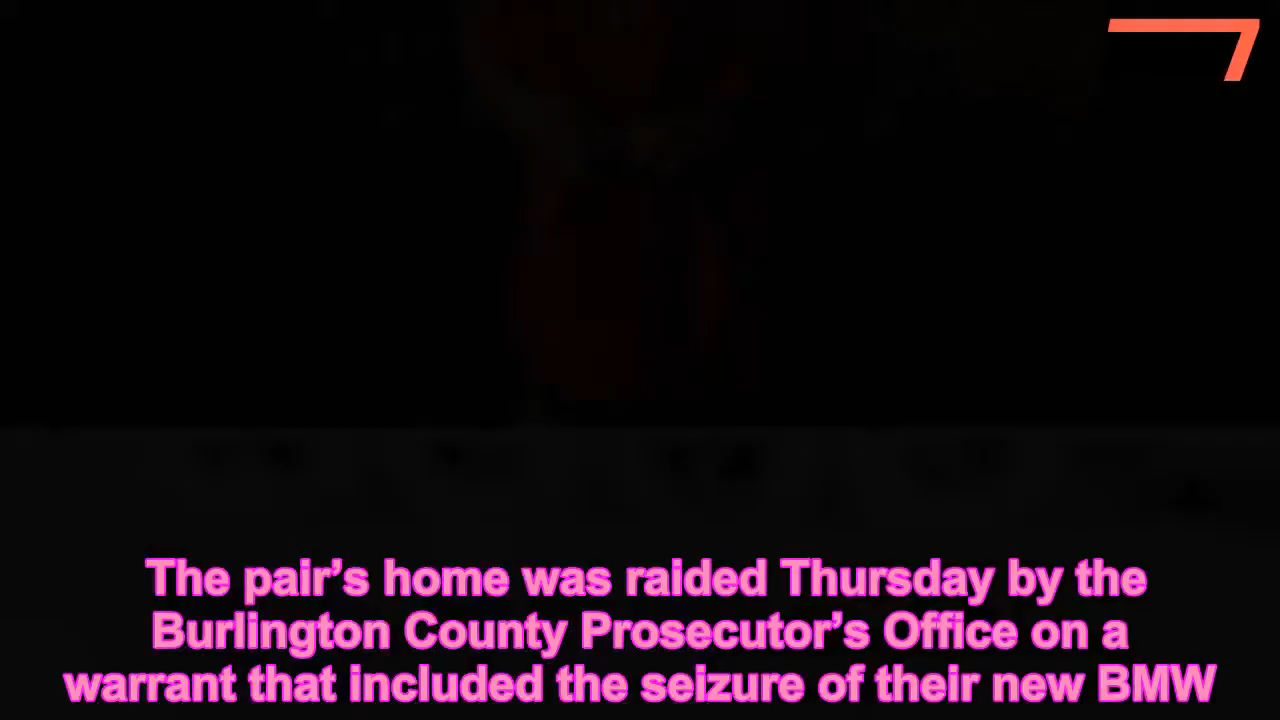 The pair’s home was raided Thursday by the
Burlington County Prosecutor’s Office on a
warrant that included the seizure of their new BMW